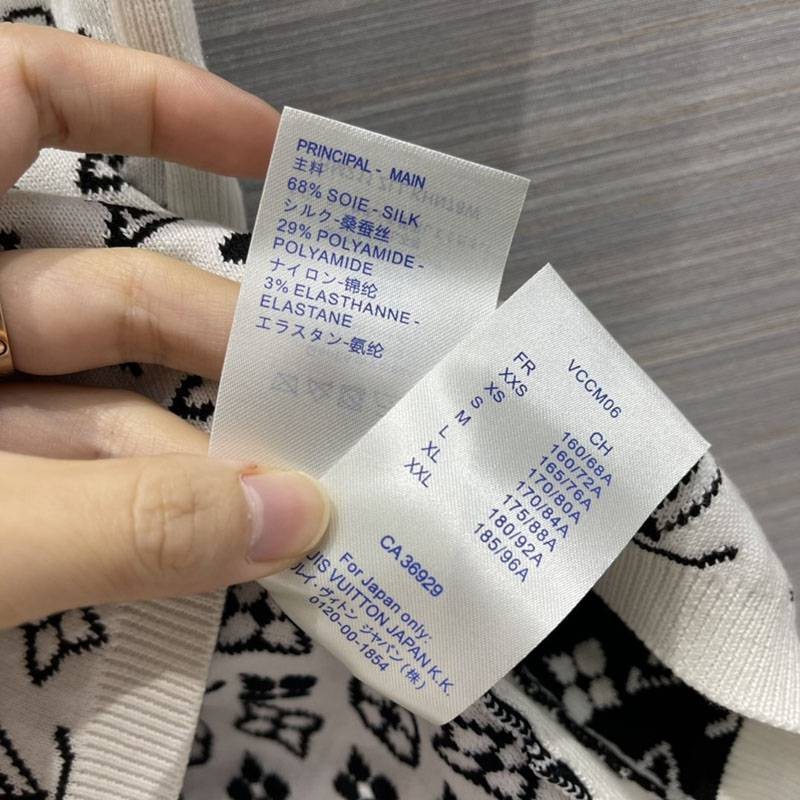 PRINCIPAL - MAIN
主料
68% SOIE - SILK
シルク-桑蚕丝
29% POLYAMIDE -
POLYAMIDE
ナイロン-锦纶
3% ELASTHANNE -
ELASTANE
エラスタン-氨纶
VCCM06
FR CH
XXS 160/68A
XS 160/72A
S 165/76A
M 170/80A
L 170/84A
XL 175/88A
XXL 180/92A
185/96A
CA 36929
For Japan only:
VUITTON JAPAN K.K.
ルイ・ヴィトン ジャパン(株)
0120-00-1854